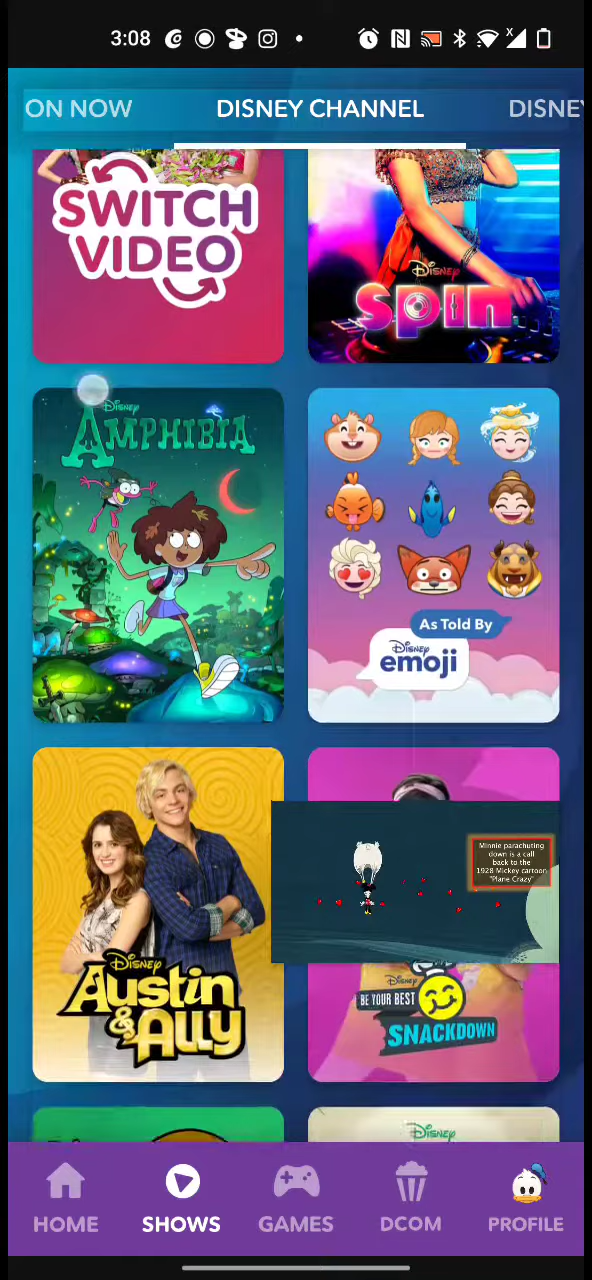 3:08
ON NOW
DISNEY CHANNEL
DISNEY
SWITCH
VIDEO
Disney
spin
Disney
AMPHIBIA
As Told By
Disney
emoji
Disney
Austin
& Ally
Minnie parachuting
down is a call
back to the
1928 Mickey cartoon
"Plane Crazy"
Disney
BE YOUR BEST
SNACKDOWN
Disney
HOME
SHOWS
GAMES
DCOM
PROFILE